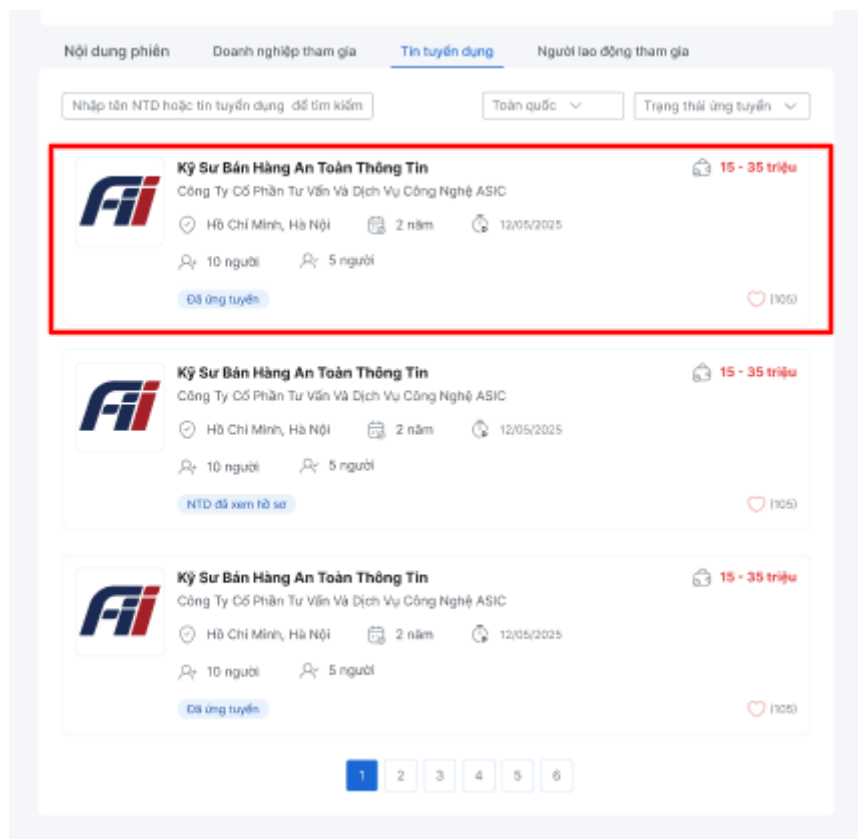 Nội dung phiên Doanh nghiệp tham gia Tin tuyển dụng Người lao động tham gia
Nhập tên NTD hoặc tin tuyển dụng để tìm kiếm Toàn quốc Trạng thái ứng tuyển
Kỹ Sư Bán Hàng An Toàn Thông Tin 15 - 35 triệu
Công Ty Cổ Phần Tư Vấn Và Dịch Vụ Công Nghệ ASIC
Hồ Chí Minh, Hà Nội 2 năm 12/05/2025
10 người 5 người
Đã ứng tuyển (105)
Kỹ Sư Bán Hàng An Toàn Thông Tin 15 - 35 triệu
Công Ty Cổ Phần Tư Vấn Và Dịch Vụ Công Nghệ ASIC
Hồ Chí Minh, Hà Nội 2 năm 12/05/2025
10 người 5 người
NTD đã xem hồ sơ (105)
Kỹ Sư Bán Hàng An Toàn Thông Tin 15 - 35 triệu
Công Ty Cổ Phần Tư Vấn Và Dịch Vụ Công Nghệ ASIC
Hồ Chí Minh, Hà Nội 2 năm 12/05/2025
10 người 5 người
Đã ứng tuyển (105)
1 2 3 4 5 6